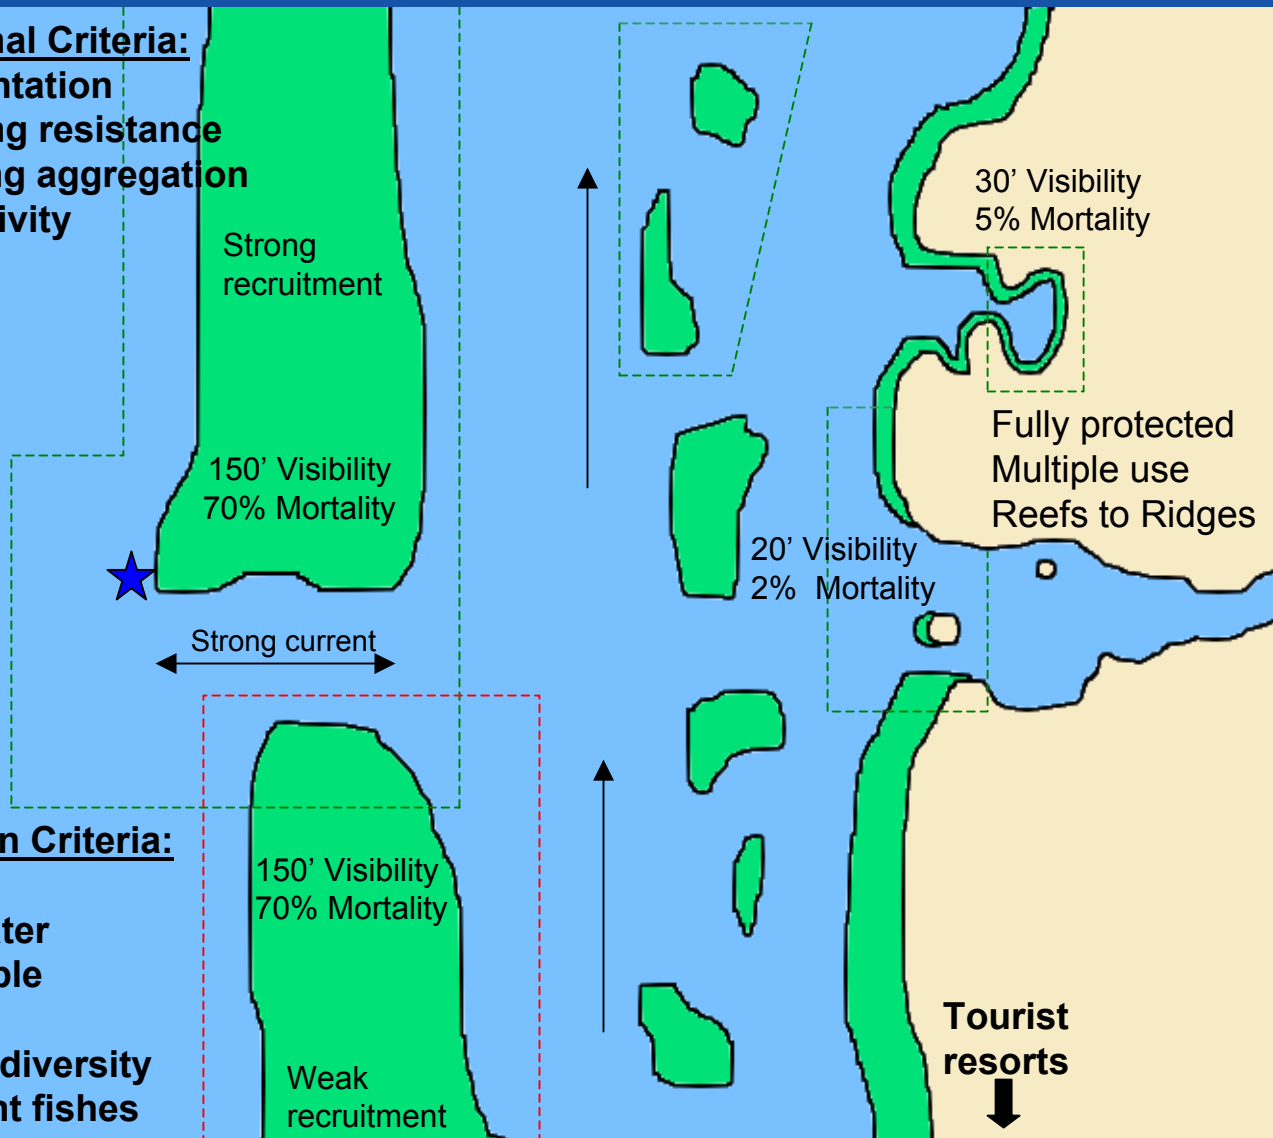 nal Criteria:
ntation
ng resistance
ng aggregation
ivity
Strong
recruitment
30’ Visibility
5% Mortality
150’ Visibility
70% Mortality
Fully protected
Multiple use
Reefs to Ridges
20’ Visibility
2% Mortality
Strong current
n Criteria:
150’ Visibility
70% Mortality
ter
ble
diversity
nt fishes
Weak
recruitment
Tourist
resorts